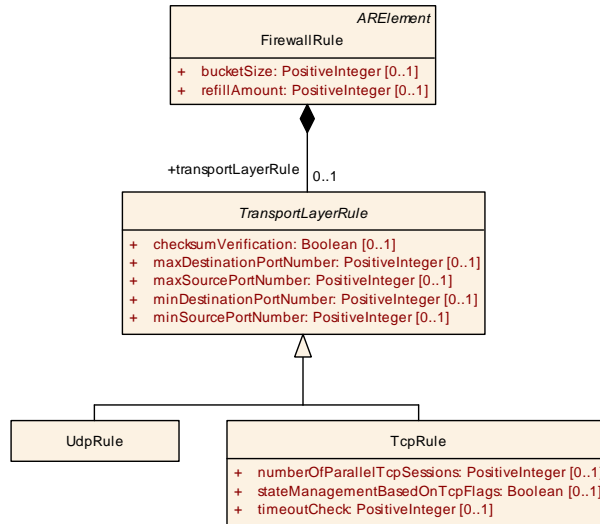 ARElement
FirewallRule
+ bucketSize: PositiveInteger [0..1]
+ refillAmount: PositiveInteger [0..1]
+transportLayerRule
0..1
TransportLayerRule
+ checksumVerification: Boolean [0..1]
+ maxDestinationPortNumber: PositiveInteger [0..1]
+ maxSourcePortNumber: PositiveInteger [0..1]
+ minDestinationPortNumber: PositiveInteger [0..1]
+ minSourcePortNumber: PositiveInteger [0..1]
UdpRule
TcpRule
+ numberOfParallelTcpSessions: PositiveInteger [0..1]
+ stateManagementBasedOnTcpFlags: Boolean [0..1]
+ timeoutCheck: PositiveInteger [0..1]